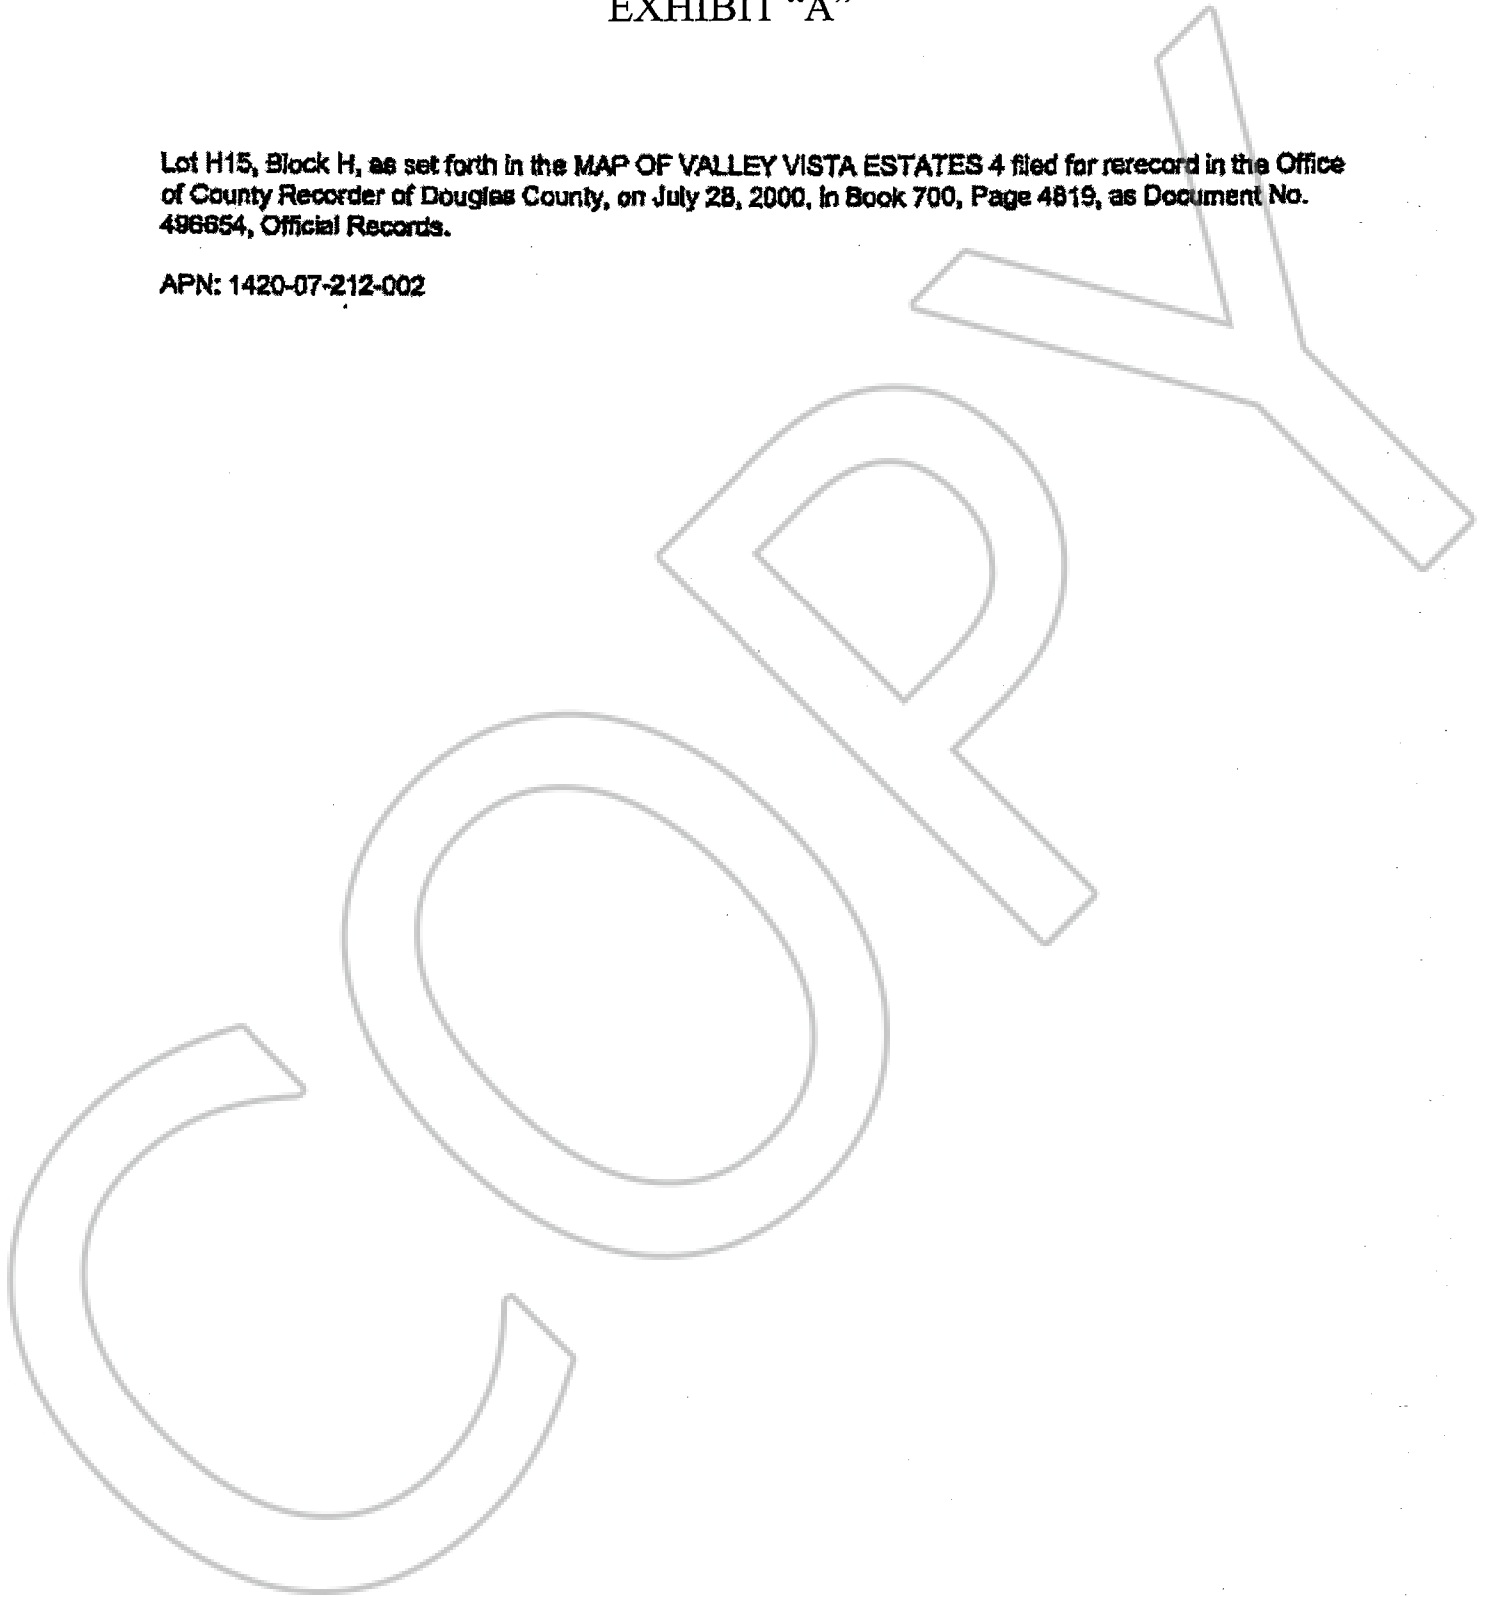 EXHIBIT “A”
Lot H15, Block H, as set forth in the MAP OF VALLEY VISTA ESTATES 4 filed for rerecord in the Office
of County Recorder of Douglas County, on July 28, 2000, in Book 700, Page 4819, as Document No.
496654, Official Records.
APN: 1420-07-212-002
COPY